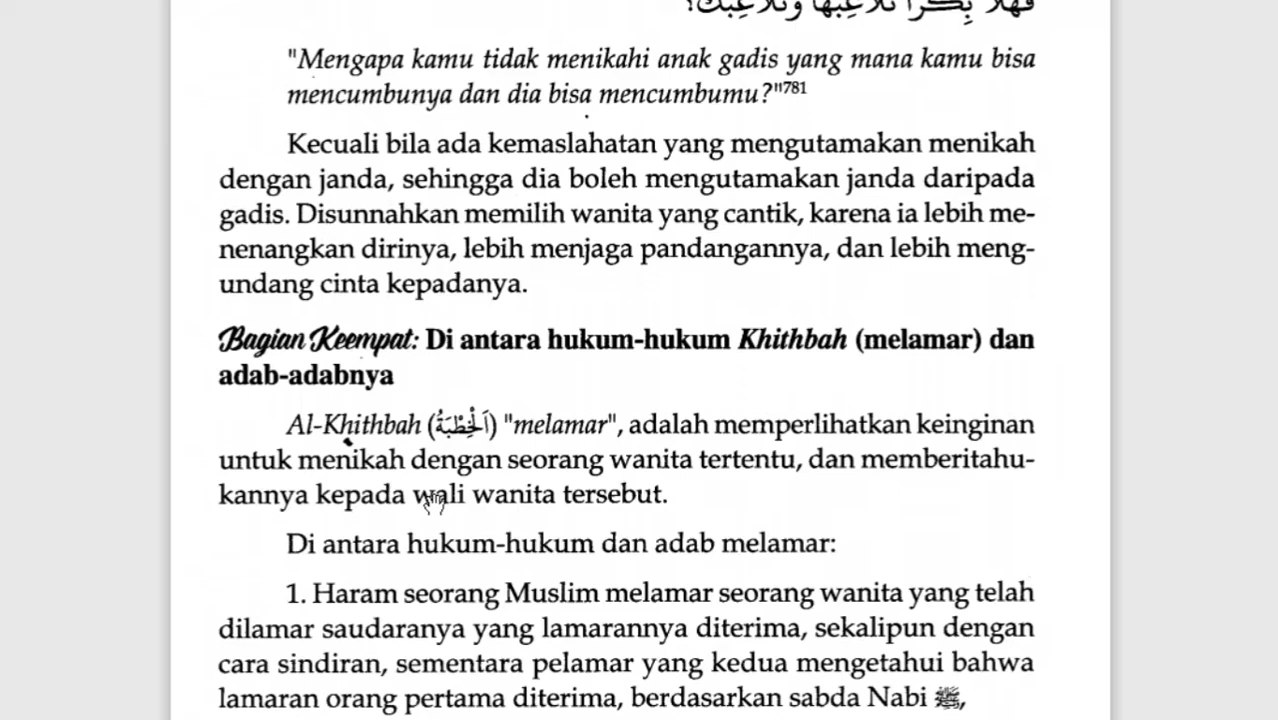 فهلا بكرا تلاعبها وتلاعبك؟
"Mengapa kamu tidak menikahi anak gadis yang mana kamu bisa
mencumbunya dan dia bisa mencumbumu?"781
Kecuali bila ada kemaslahatan yang mengutamakan menikah
dengan janda, sehingga dia boleh mengutamakan janda daripada
gadis. Disunnahkan memilih wanita yang cantik, karena ia lebih me-
nenangkan dirinya, lebih menjaga pandangannya, dan lebih meng-
undang cinta kepadanya.
Bagian Keempat: Di antara hukum-hukum Khithbah (melamar) dan
adab-adabnya
Al-Khithbah (اَلْخِطْبَةُ) "melamar", adalah memperlihatkan keinginan
untuk menikah dengan seorang wanita tertentu, dan memberitahu-
kannya kepada wali wanita tersebut.
Di antara hukum-hukum dan adab melamar:
1. Haram seorang Muslim melamar seorang wanita yang telah
dilamar saudaranya yang lamarannya diterima, sekalipun dengan
cara sindiran, sementara pelamar yang kedua mengetahui bahwa
lamaran orang pertama diterima, berdasarkan sabda Nabi ﷺ,